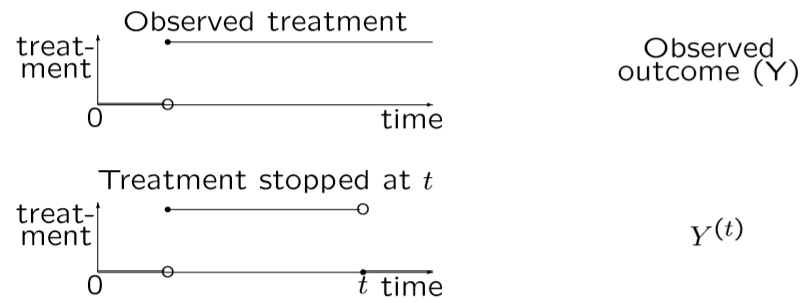 Observed treatment
treat-
ment
0
time
Observed
outcome (Y)
Treatment stopped at t
treat-
ment
0
t time
Y^{(t)}